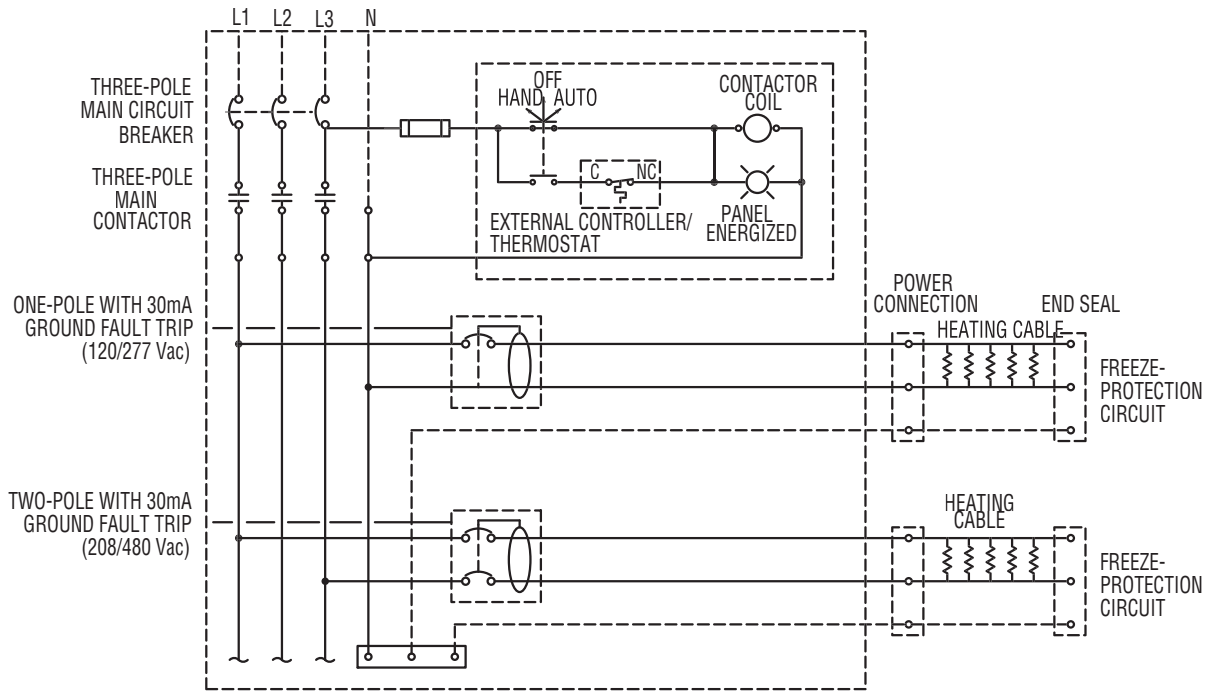 L1 L2 L3 N
THREE-POLE
MAIN CIRCUIT
BREAKER
THREE-POLE
MAIN
CONTACTOR
OFF
HAND AUTO
CONTACTOR
COIL
C NC
EXTERNAL CONTROLLER/
THERMOSTAT
PANEL
ENERGIZED
ONE-POLE WITH 30mA
GROUND FAULT TRIP
(120/277 Vac)
POWER
CONNECTION
END SEAL
HEATING CABLE
FREEZE-
PROTECTION
CIRCUIT
TWO-POLE WITH 30mA
GROUND FAULT TRIP
(208/480 Vac)
HEATING
CABLE
FREEZE-
PROTECTION
CIRCUIT